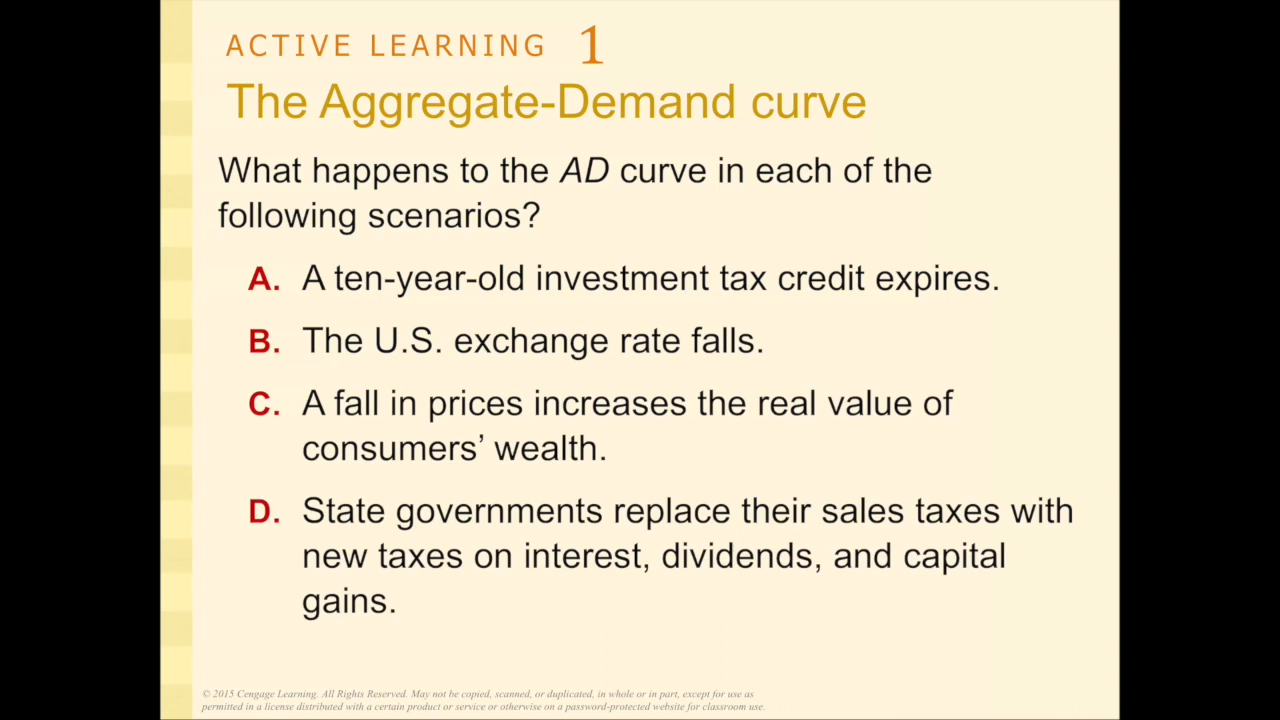 ACTIVE LEARNING 1
The Aggregate-Demand curve
What happens to the AD curve in each of the
following scenarios?
A. A ten-year-old investment tax credit expires.
B. The U.S. exchange rate falls.
C. A fall in prices increases the real value of
consumers’ wealth.
D. State governments replace their sales taxes with
new taxes on interest, dividends, and capital
gains.
© 2015 Cengage Learning. All Rights Reserved. May not be copied, scanned, or duplicated, in whole or in part, except for use as
permitted in a license distributed with a certain product or service or otherwise on a password-protected website for classroom use.